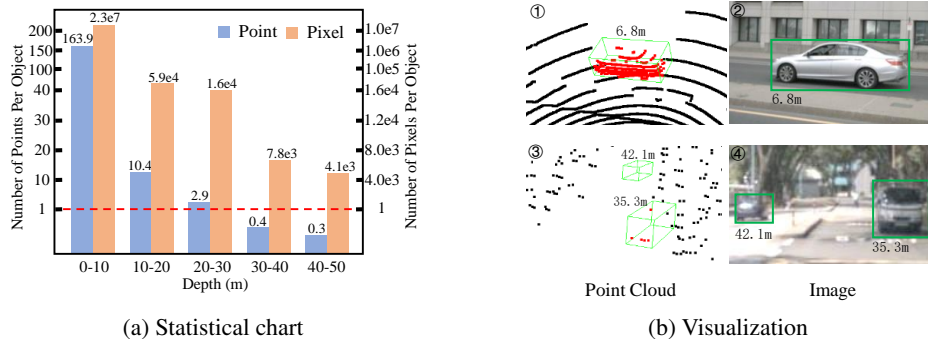 Point Pixel
Number of Points Per Object
200
150
100
40
30
20
10
1
163.9
2.3e7
10.4
5.9e4
2.9
1.6e4
0.4
7.8e3
0.3
4.1e3
1.0e7
1.0e6
1.0e5
1.6e4
1.2e4
8.0e3
4.0e3
1
Number of Pixels Per Object
0-10 10-20 20-30 30-40 40-50
Depth (m)
(a) Statistical chart
①
6.8m
②
6.8m
③
42.1m
35.3m
④
42.1m
35.3m
Point Cloud
Image
(b) Visualization